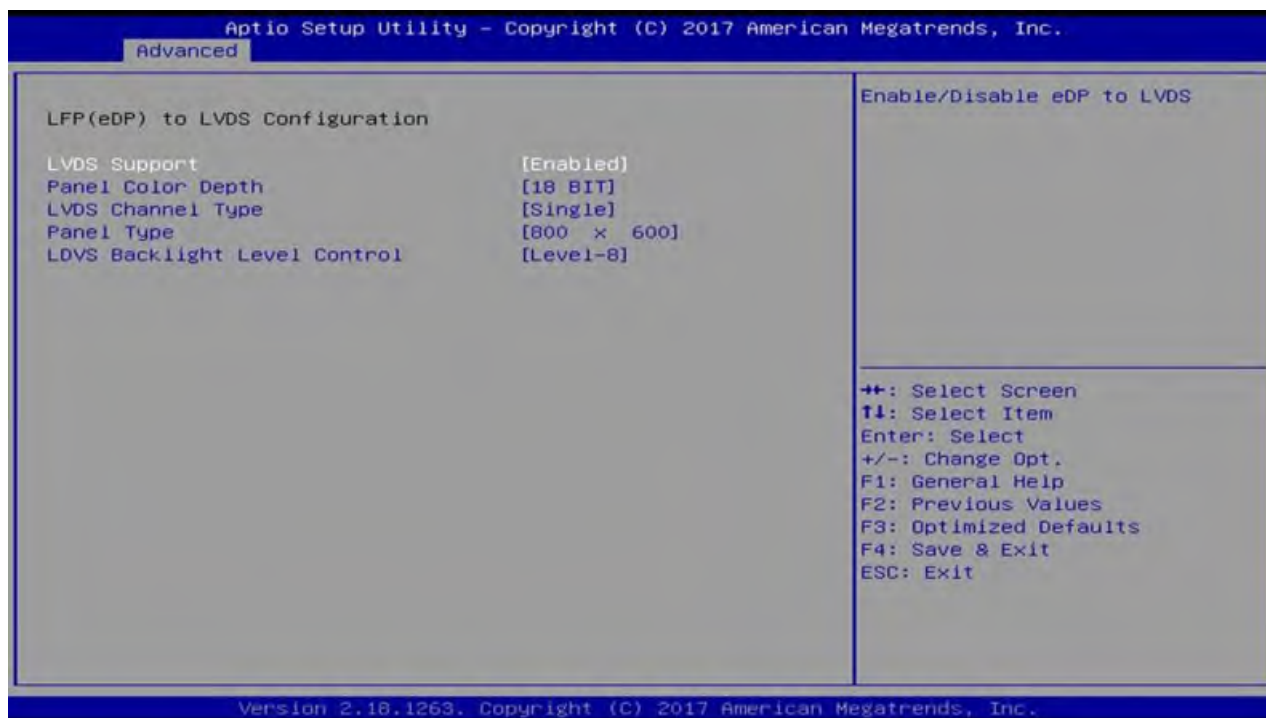 Aptio Setup Utility – Copyright (C) 2017 American Megatrends, Inc.
Advanced
LFP(eDP) to LVDS Configuration
LVDS Support [Enabled]
Panel Color Depth [18 BIT]
LVDS Channel Type [Single]
Panel Type [800 x 600]
LDVS Backlight Level Control [Level-8]
Enable/Disable eDP to LVDS
→←: Select Screen
↑↓: Select Item
Enter: Select
+/-: Change Opt.
F1: General Help
F2: Previous Values
F3: Optimized Defaults
F4: Save & Exit
ESC: Exit
Version 2.18.1263. Copyright (C) 2017 American Megatrends, Inc.